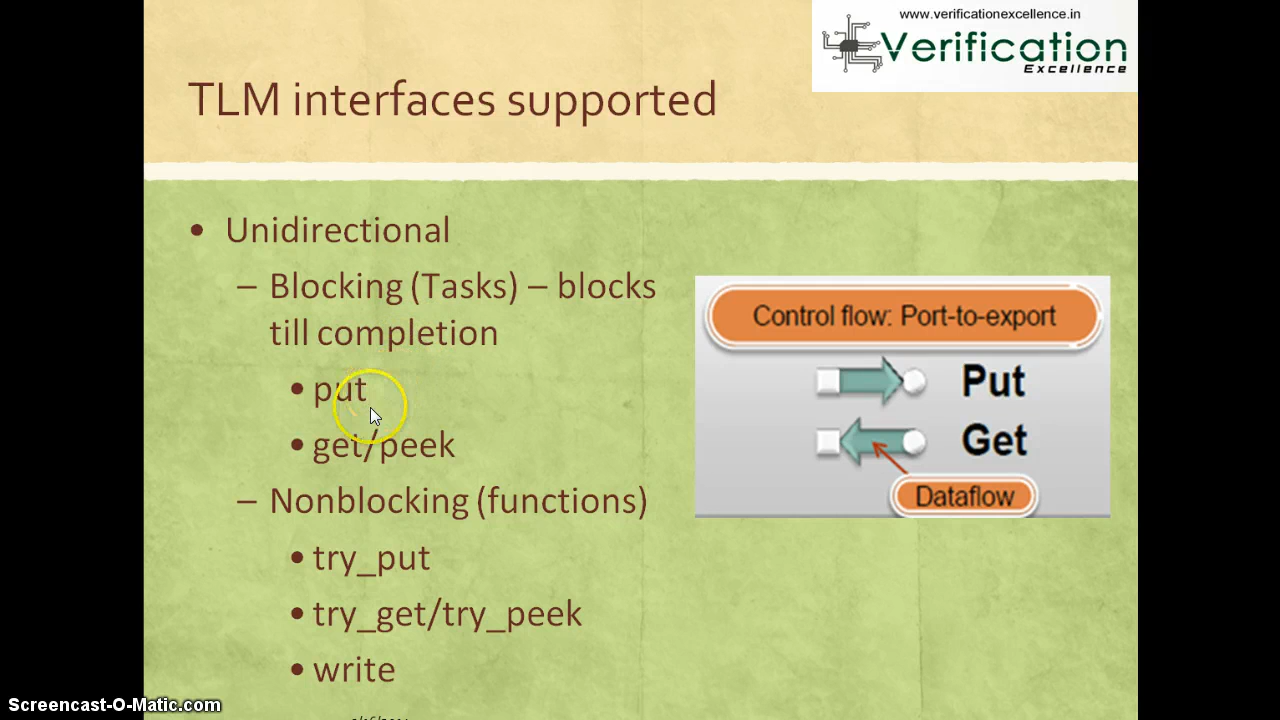 www.verificationexcellence.in
Verification
Excellence
TLM interfaces supported
• Unidirectional
– Blocking (Tasks) – blocks
till completion
• put
• get/peek
– Nonblocking (functions)
• try_put
• try_get/try_peek
• write
Control flow: Port-to-export
Put
Get
Dataflow
Screencast-O-Matic.com